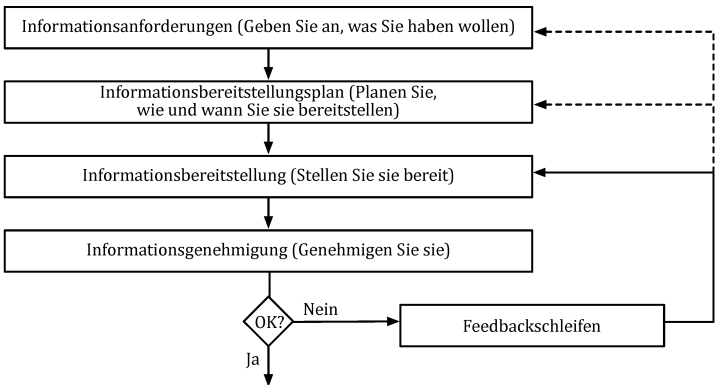 Informationsanforderungen (Geben Sie an, was Sie haben wollen)
Informationsbereitstellungsplan (Planen Sie,
wie und wann Sie sie bereitstellen)
Informationsbereitstellung (Stellen Sie sie bereit)
Informationsgenehmigung (Genehmigen Sie sie)
OK?
Nein
Feedbackschleifen
Ja